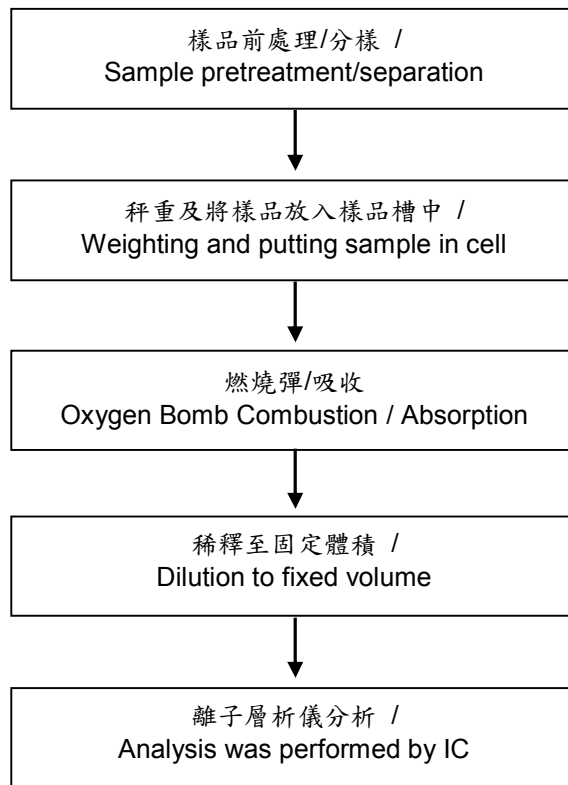 樣品前處理/分樣 /
Sample pretreatment/separation
秤重及將樣品放入樣品槽中 /
Weighting and putting sample in cell
燃燒彈/吸收
Oxygen Bomb Combustion / Absorption
稀釋至固定體積 /
Dilution to fixed volume
離子層析儀分析 /
Analysis was performed by IC